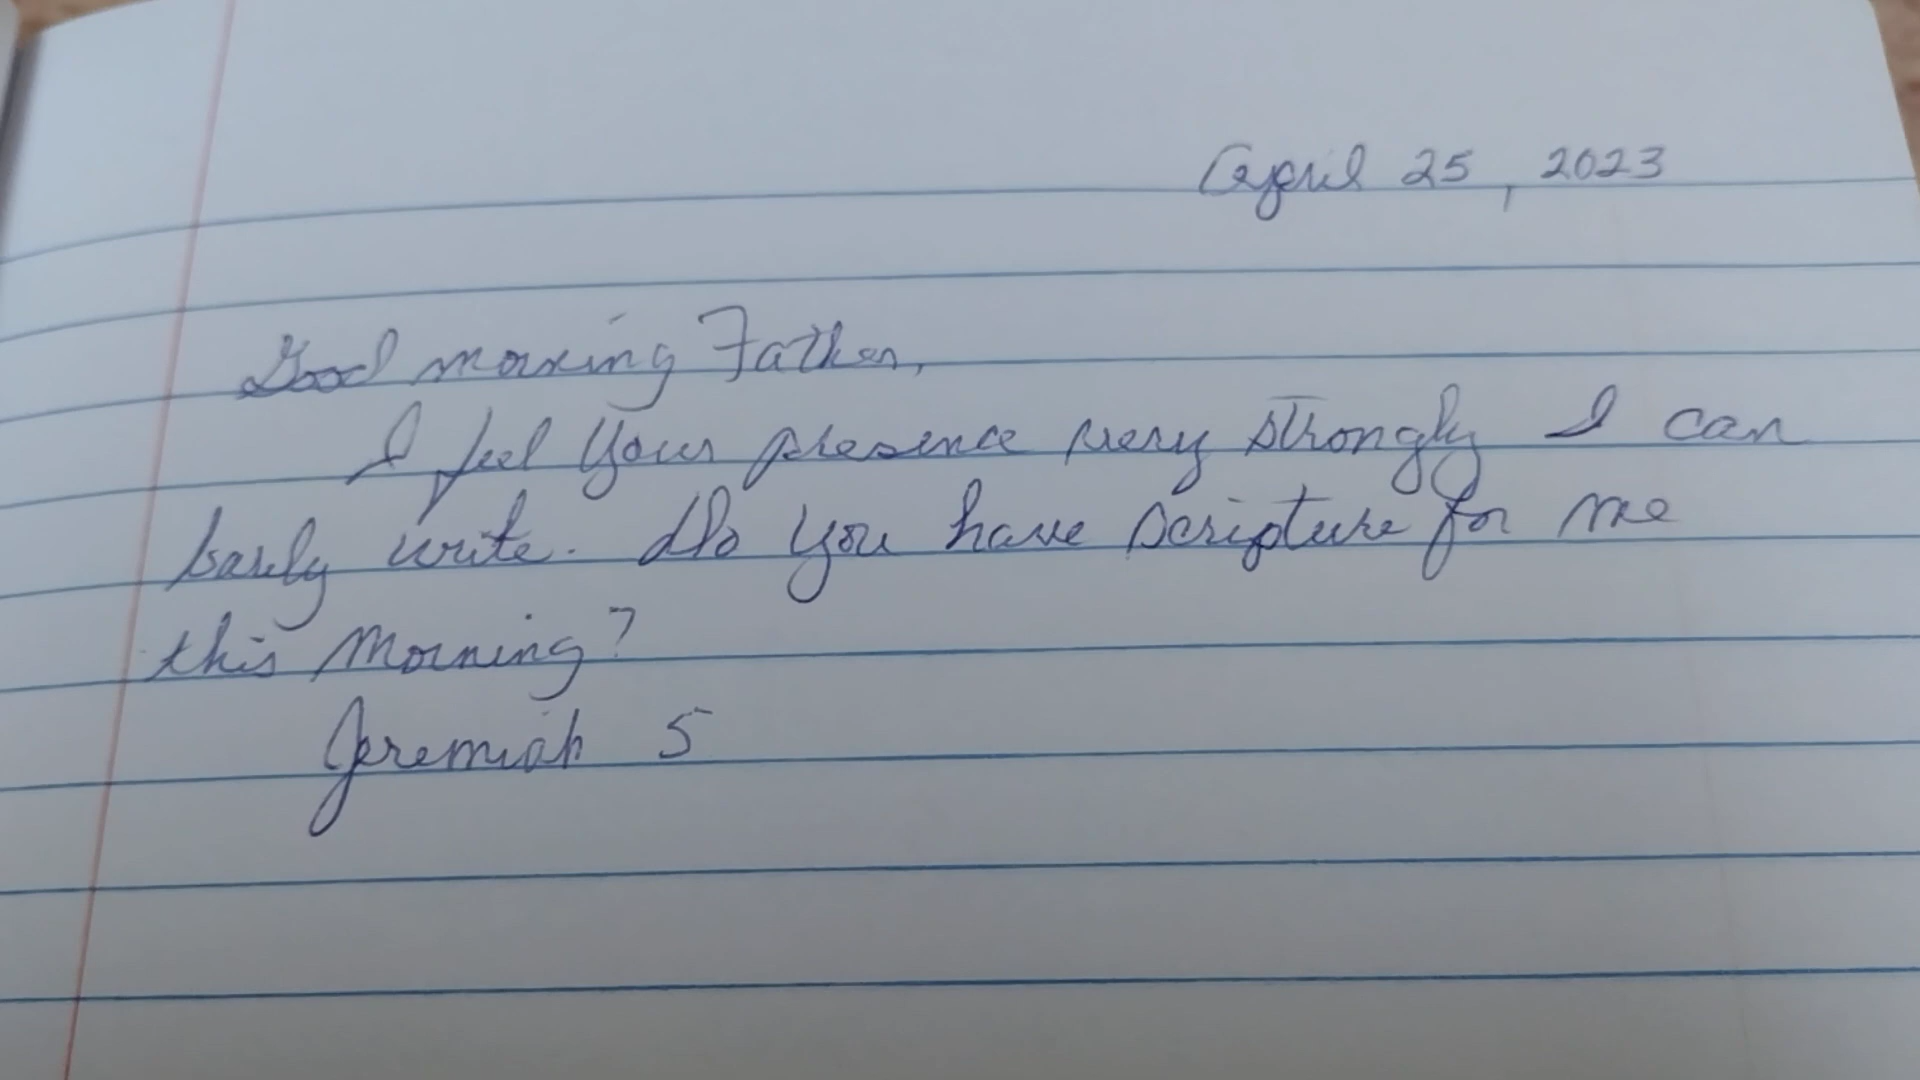 April 25, 2023
Good morning Father,
I feel Your presence very strongly I can
barely write. Do You have Scripture for me
this Morning?
Jeremiah 5